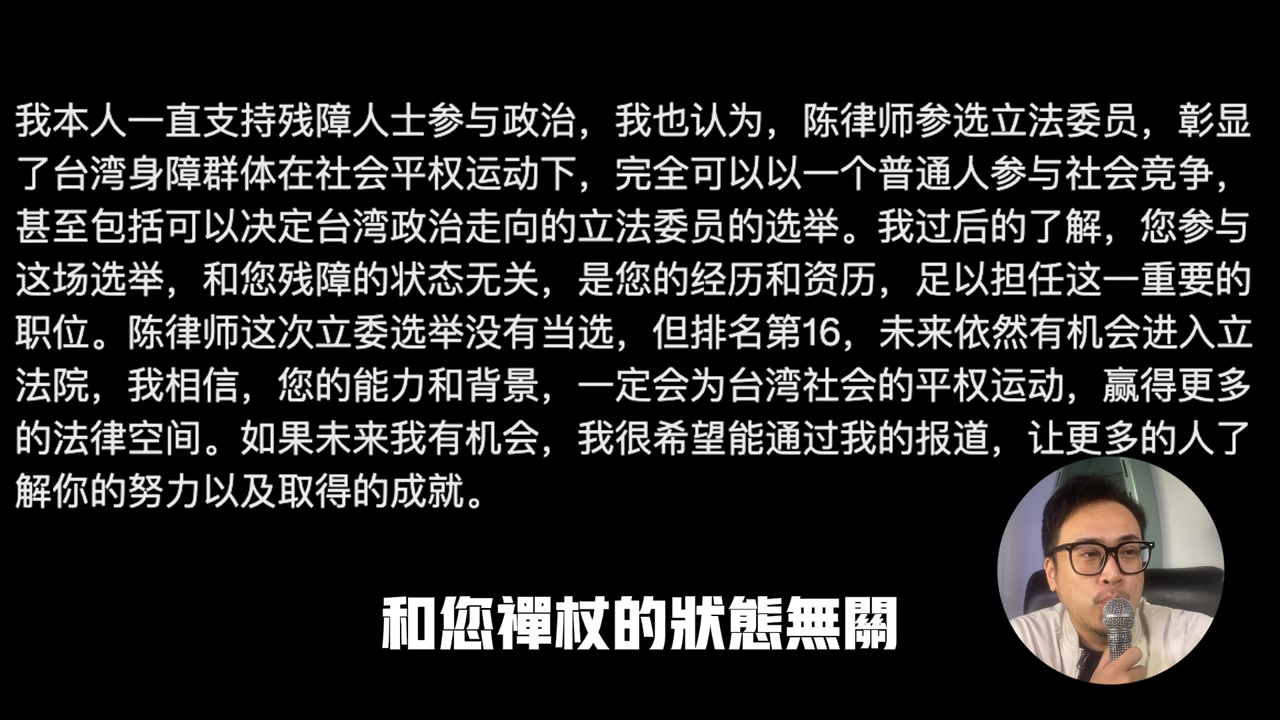 我本人一直支持残障人士参与政治，我也认为，陈律师参选立法委员，彰显
了台湾身障群体在社会平权运动下，完全可以以一个普通人参与社会竞争，
甚至包括可以决定台湾政治走向的立法委员的选举。我过后的了解，您参与
这场选举，和您残障的状态无关，是您的经历和资历，足以担任这一重要的
职位。陈律师这次立委选举没有当选，但排名第16，未来依然有机会进入立
法院，我相信，您的能力和背景，一定会为台湾社会的平权运动，赢得更多
的法律空间。如果未来我有机会，我很希望能通过我的报道，让更多的人了
解你的努力以及取得的成就。
和您禪杖的狀態無關